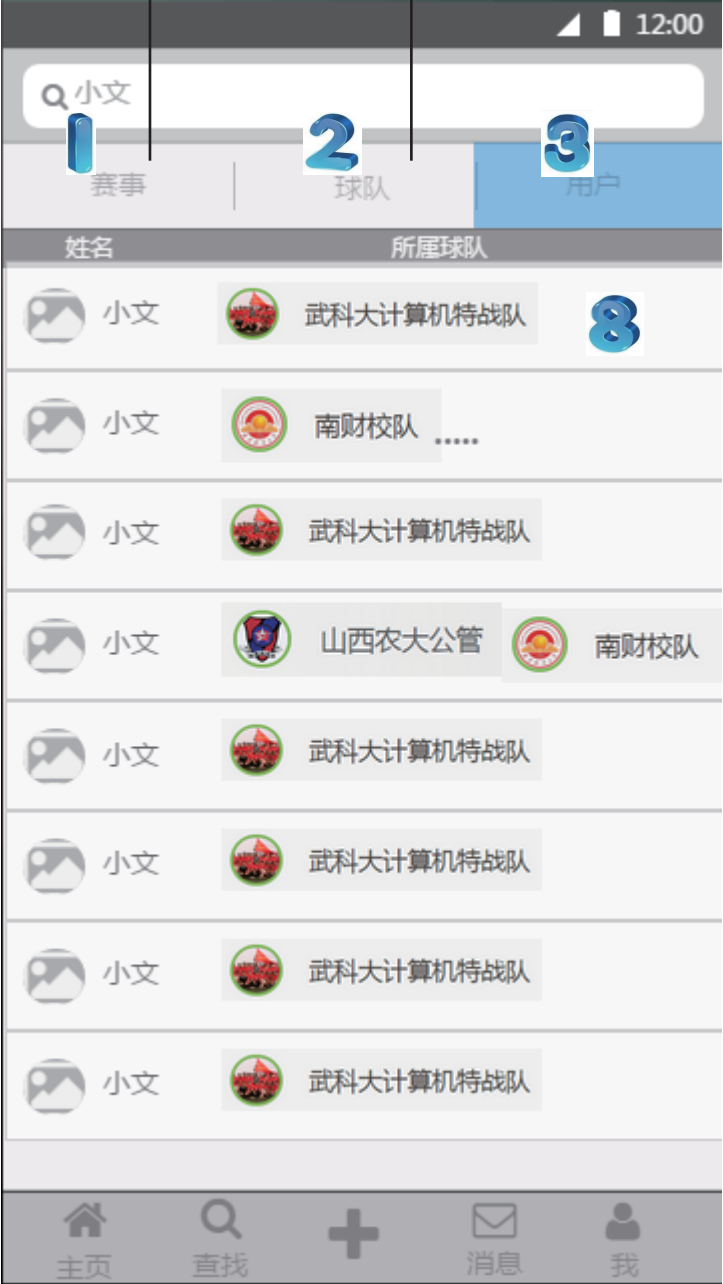 12:00
小文
1 2 3
赛事 球队 用户
姓名 所属球队
小文 武科大计算机特战队 8
小文 南财校队 .....
小文 武科大计算机特战队
小文 山西农大公管 南财校队
小文 武科大计算机特战队
小文 武科大计算机特战队
小文 武科大计算机特战队
小文 武科大计算机特战队
主页 查找 消息 我